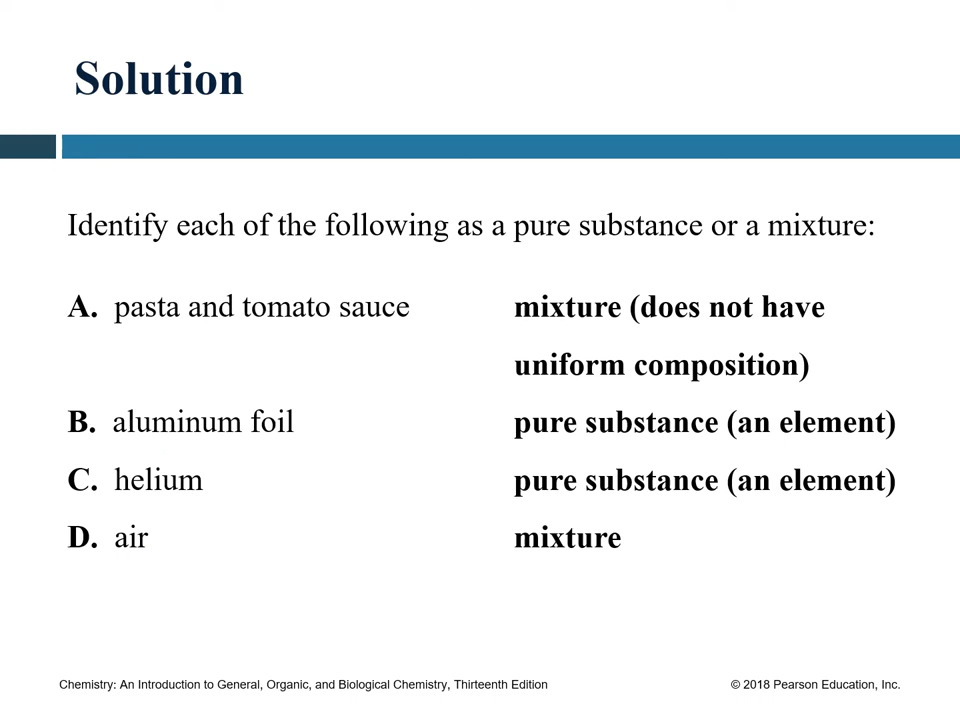 Solution
Identify each of the following as a pure substance or a mixture:
A. pasta and tomato sauce mixture (does not have
uniform composition)
B. aluminum foil pure substance (an element)
C. helium pure substance (an element)
D. air mixture
Chemistry: An Introduction to General, Organic, and Biological Chemistry, Thirteenth Edition © 2018 Pearson Education, Inc.